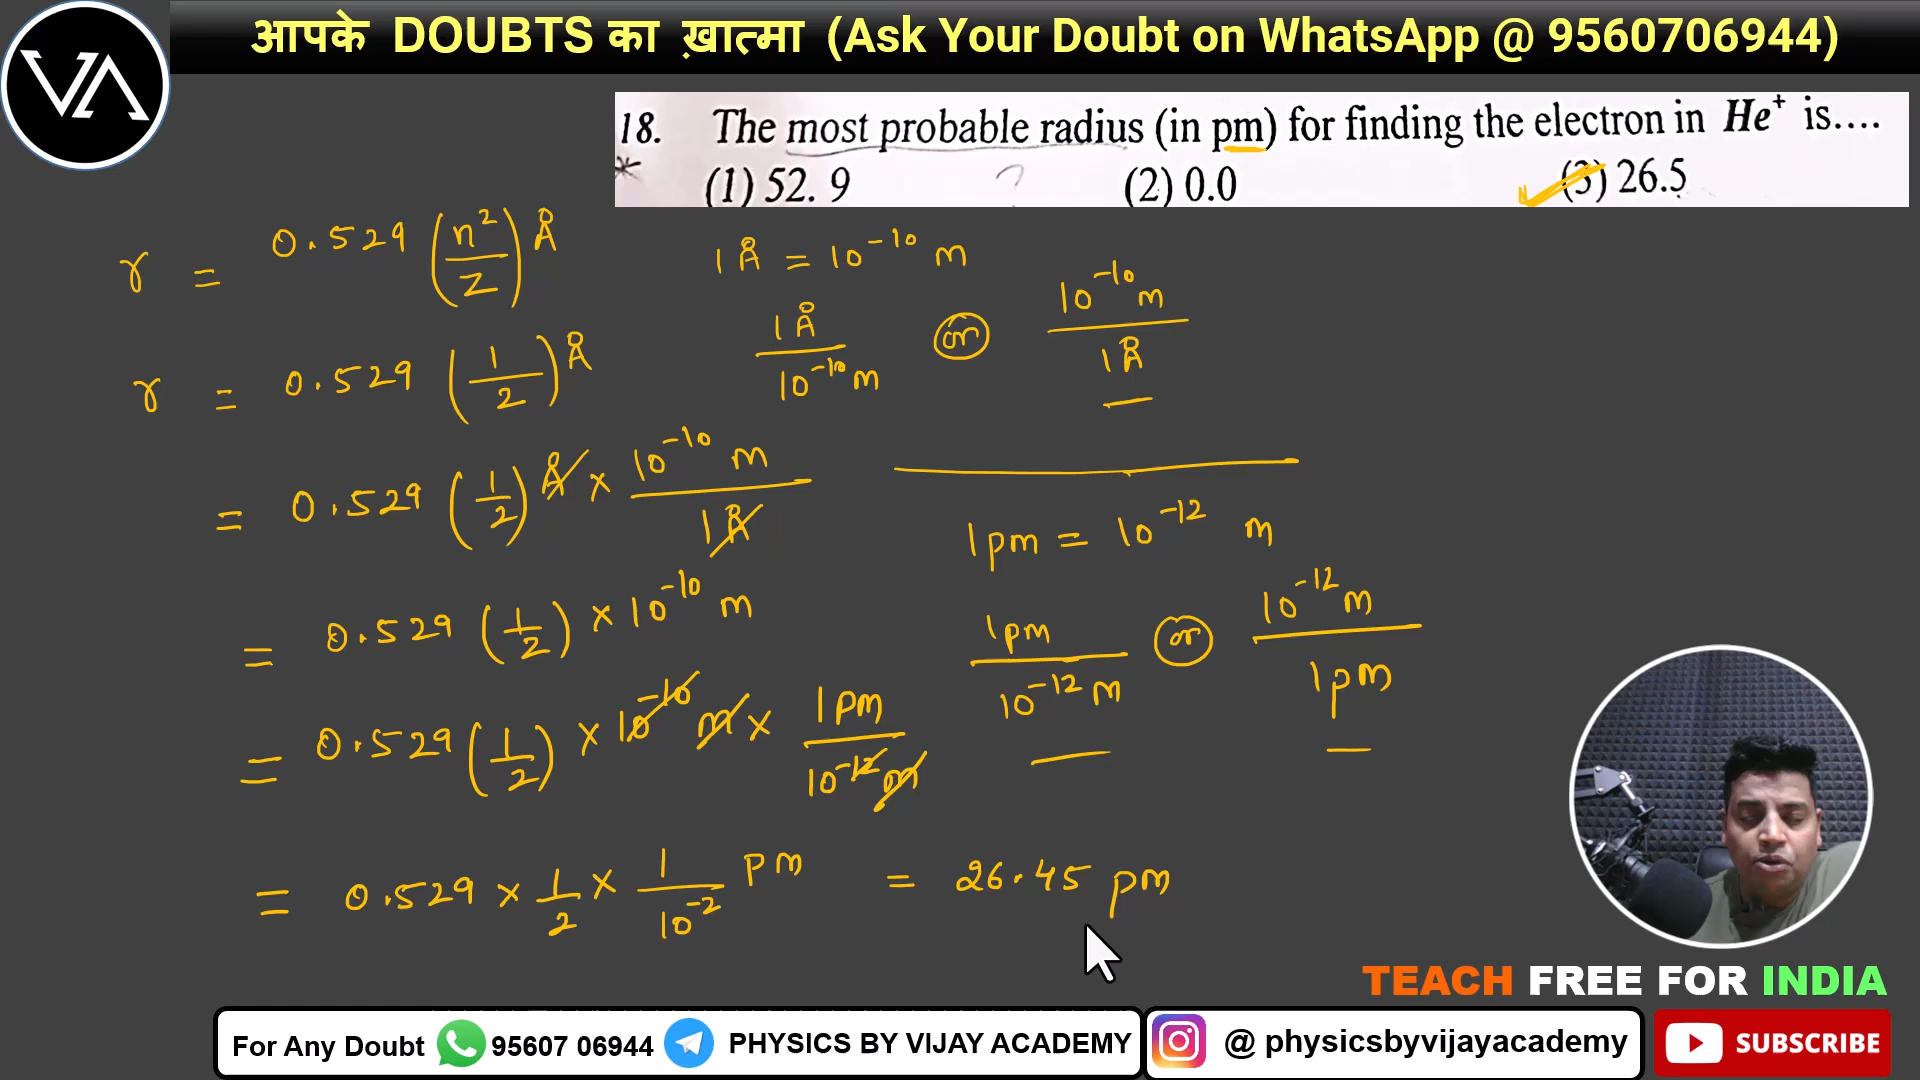 VA
आपके DOUBTS का ख़ात्मा (Ask Your Doubt on WhatsApp @ 9560706944)
18. The most probable radius (in pm) for finding the electron in He⁺ is....
(1) 52. 9 (2) 0.0 (3) 26.5
r = 0.529 (n²/Z) Å
1 Å = 10⁻¹⁰ m
1 Å / 10⁻¹⁰ m or 10⁻¹⁰ m / 1 Å
r = 0.529 (1/2) Å
= 0.529 (1/2) Å × 10⁻¹⁰ m / 1 Å
1 pm = 10⁻¹² m
= 0.529 (1/2) × 10⁻¹⁰ m
1 pm / 10⁻¹² m or 10⁻¹² m / 1 pm
= 0.529 (1/2) × 10⁻¹⁰ m × 1 pm / 10⁻¹² m
= 0.529 × 1/2 × 1/10⁻² pm = 26.45 pm
TEACH FREE FOR INDIA
For Any Doubt 95607 06944 PHYSICS BY VIJAY ACADEMY @ physicsbyvijayacademy SUBSCRIBE